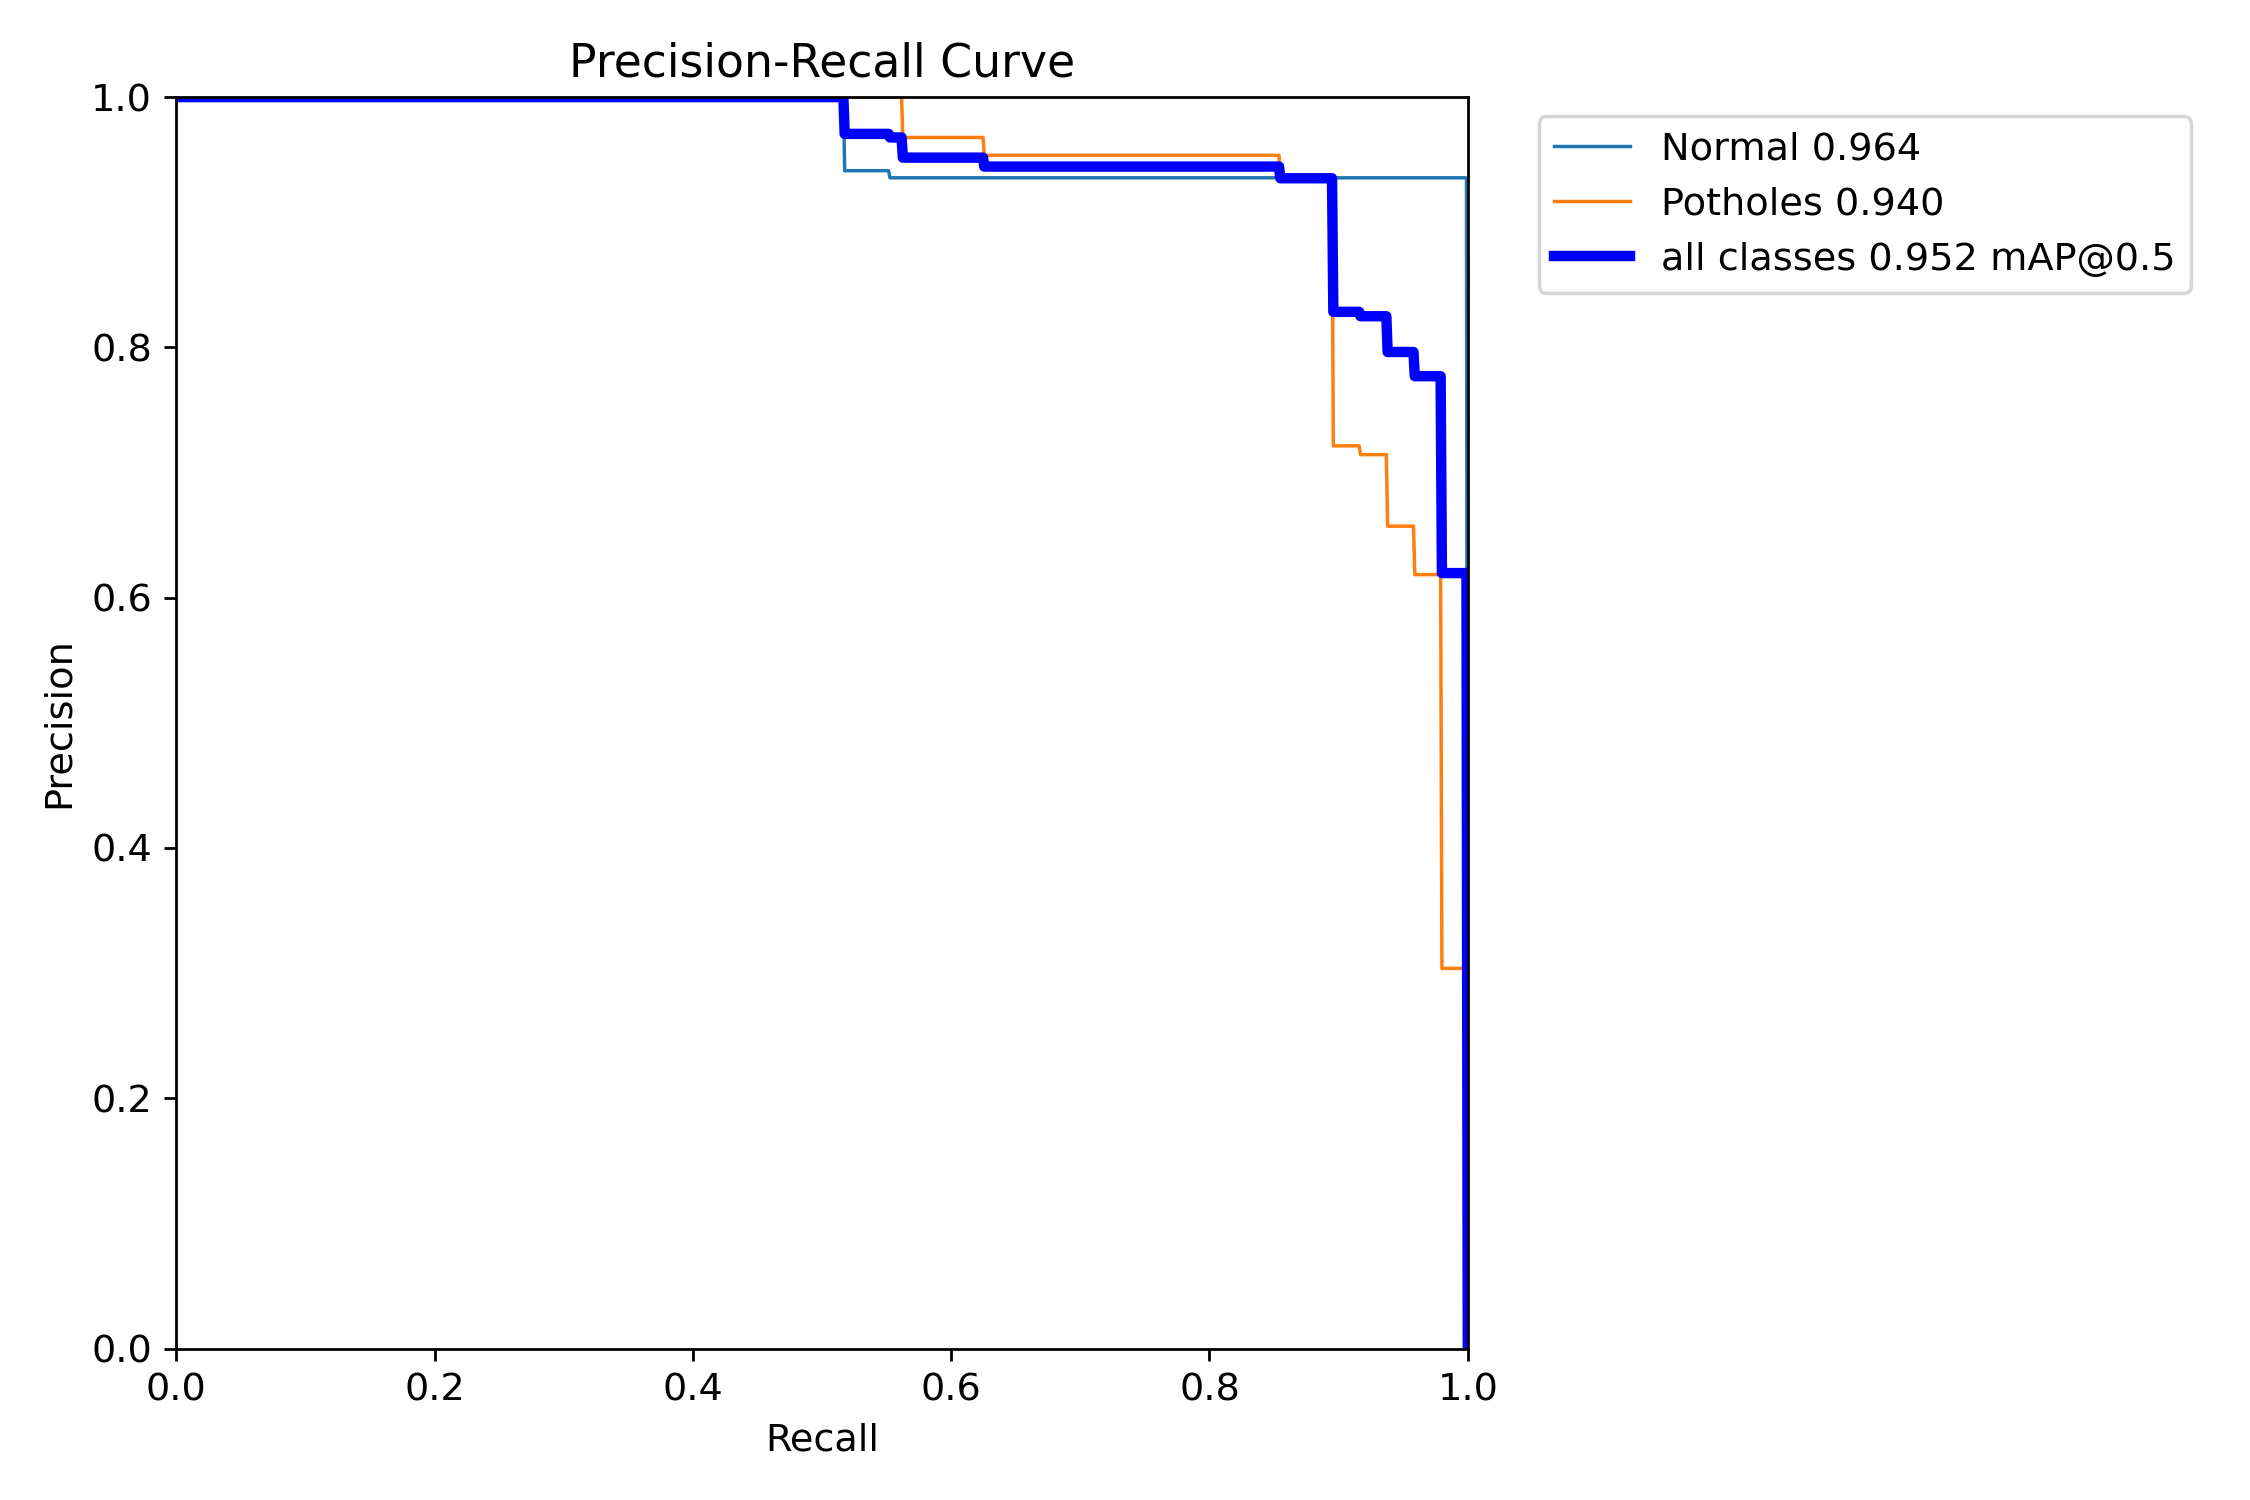 Precision-Recall Curve
Normal 0.964
Potholes 0.940
all classes 0.952 mAP@0.5
Precision
1.0
0.8
0.6
0.4
0.2
0.0
0.0 0.2 0.4 0.6 0.8 1.0
Recall